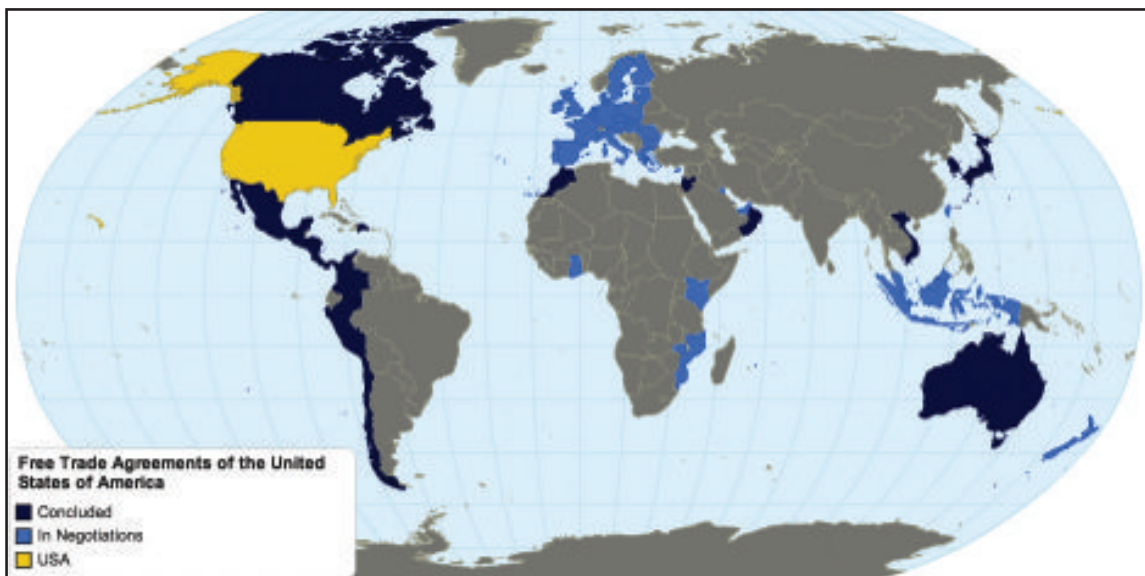 Free Trade Agreements of the United
States of America
Concluded
In Negotiations
USA